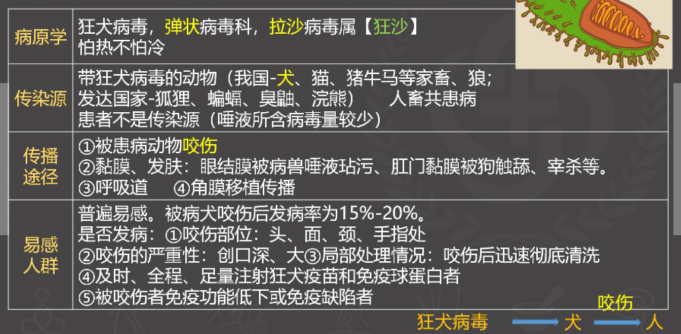 病原学
狂犬病毒，弹状病毒科，拉沙病毒属【狂沙】
怕热不怕冷
传染源
带狂犬病毒的动物（我国-犬、猫、猪牛马等家畜、狼；
发达国家-狐狸、蝙蝠、臭鼬、浣熊） 人畜共患病
患者不是传染源（唾液所含病毒量较少）
传播
途径
①被患病动物咬伤
②黏膜、发肤：眼结膜被病兽唾液玷污、肛门黏膜被狗触舔、宰杀等。
③呼吸道 ④角膜移植传播
易感
人群
普遍易感。被病犬咬伤后发病率为15%-20%。
是否发病：①咬伤部位：头、面、颈、手指处
②咬伤的严重性：创口深、大③局部处理情况：咬伤后迅速彻底清洗
④及时、全程、足量注射狂犬疫苗和免疫球蛋白者
⑤被咬伤者免疫功能低下或免疫缺陷者
咬伤
狂犬病毒 犬 人